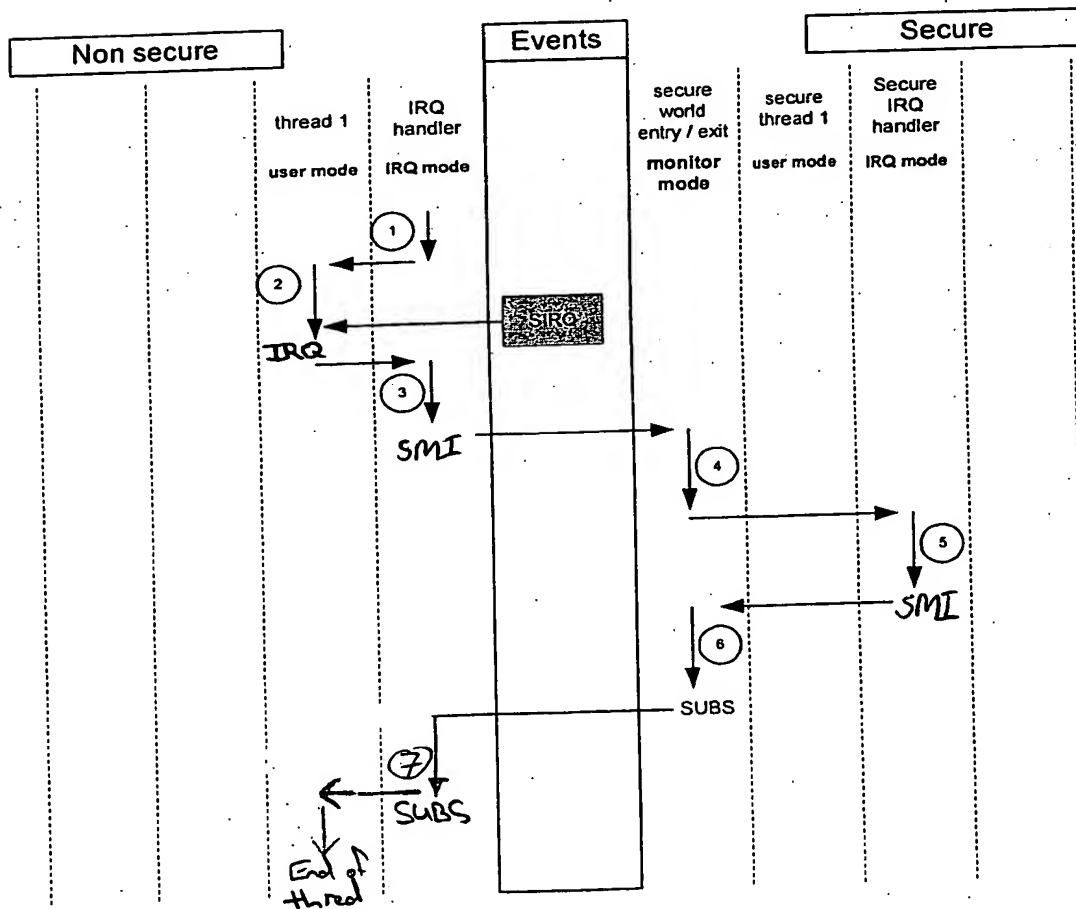 Non secure
Events
Secure
thread 1
user mode
IRQ
handler
IRQ mode
secure
world
entry / exit
monitor
mode
secure
thread 1
user mode
Secure
IRQ
handler
IRQ mode
1
2
SIRQ
IRQ
3
SMI
4
5
SMI
6
SUBS
7
SUBS
End of
thred